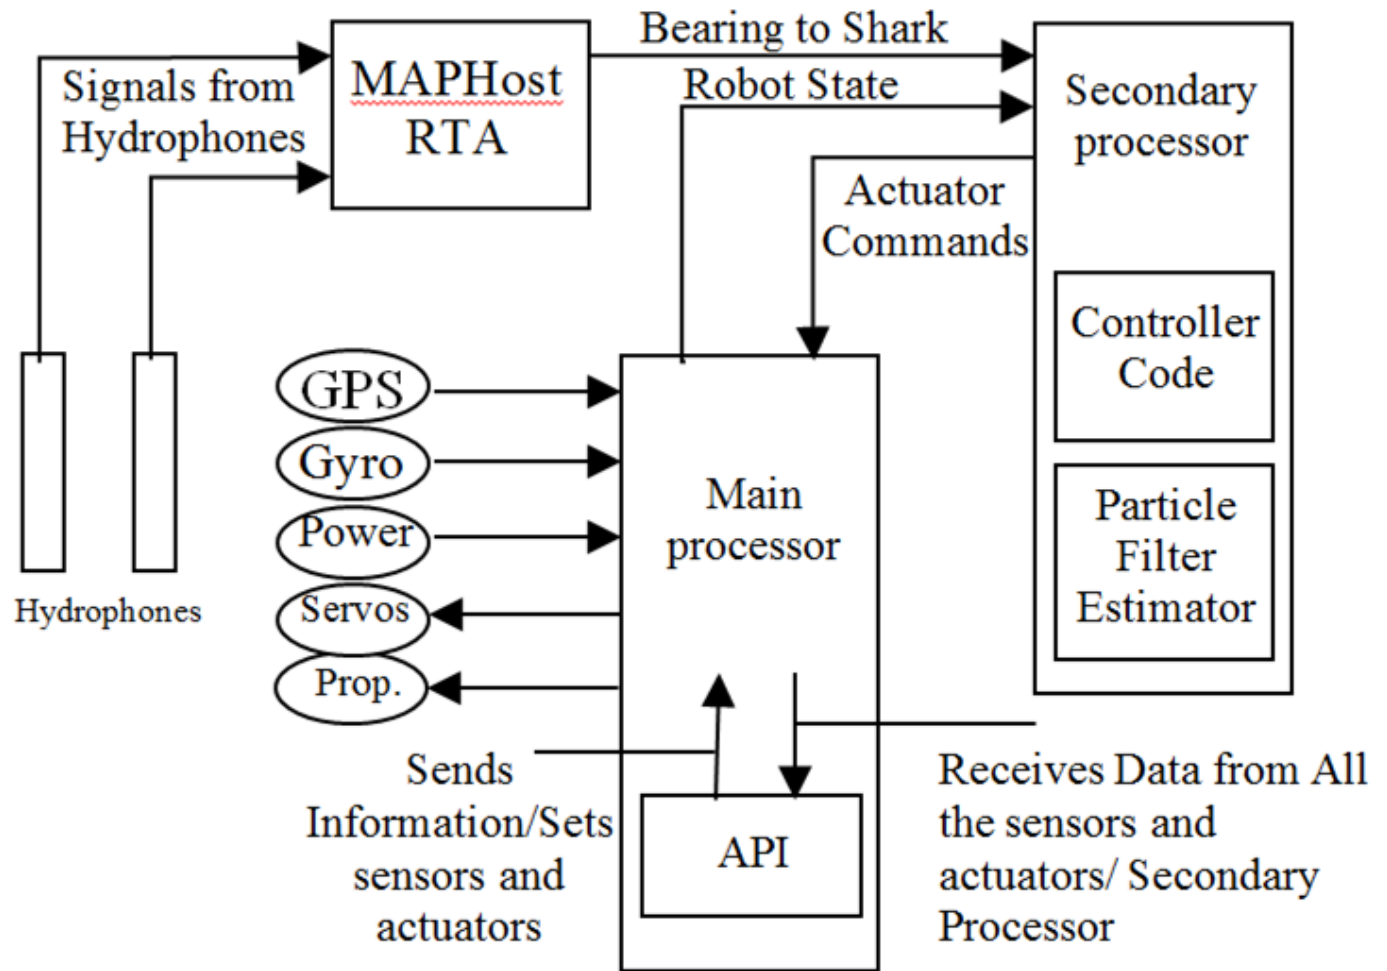 Signals from
Hydrophones
MAPHost
RTA
Bearing to Shark
Robot State
Secondary
processor
Actuator
Commands
Controller
Code
Particle
Filter
Estimator
GPS
Gyro
Power
Servos
Prop.
Hydrophones
Main
processor
API
Sends
Information/Sets
sensors and
actuators
Receives Data from All
the sensors and
actuators/ Secondary
Processor